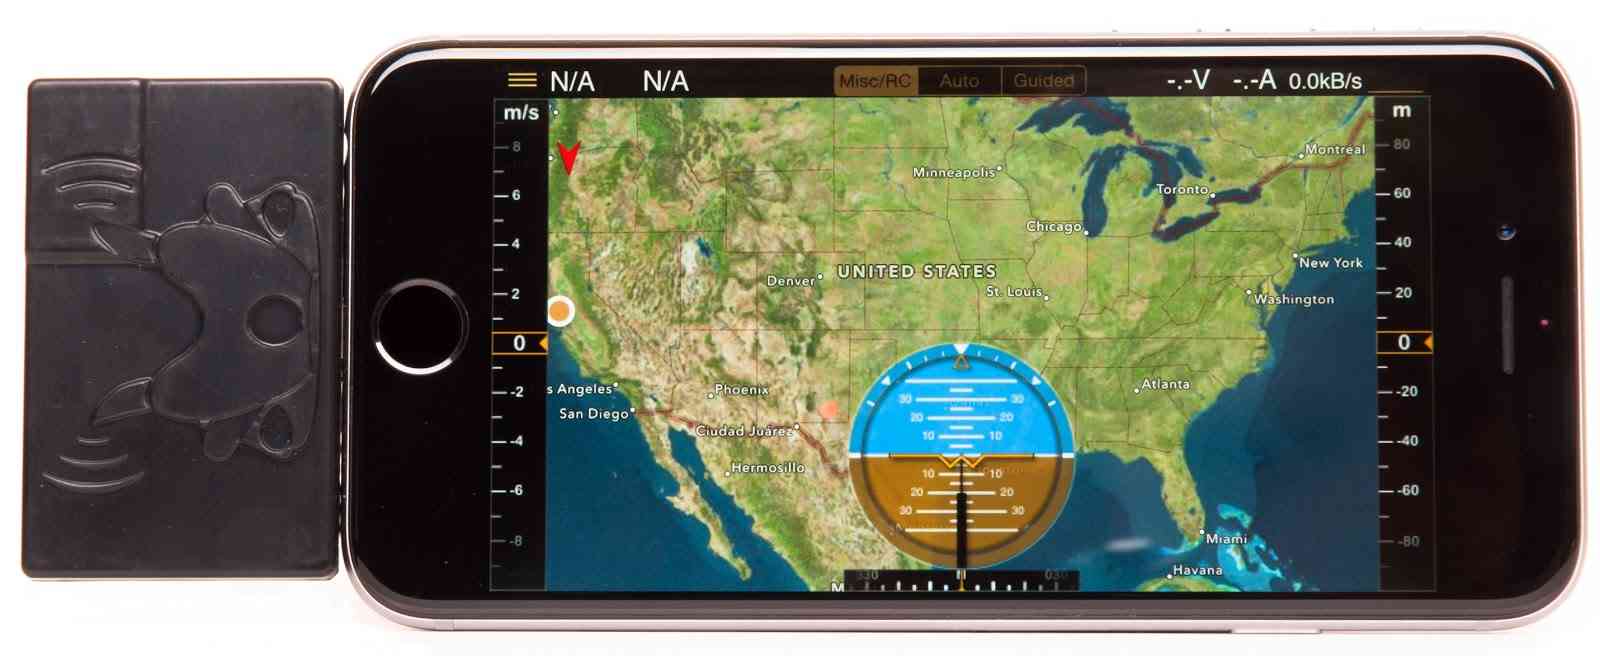 N/A N/A Misc/RC Auto Guided -.-V -.-A 0.0kB/s
m/s
m
8
80
Montréal
Minneapolis
Toronto
6
60
Chicago
4
40
New York
UNITED STATES
Denver
St. Louis
2
20
Washington
0
0
-2
-20
s Angeles
Phoenix
Atlanta
San Diego
30 30
20 20
Ciudad Juárez
10 10
-4
-40
Hermosillo
10 10
-6
20 20
-60
30 30
-8
-80
Miami
Havana
330 N 030
M